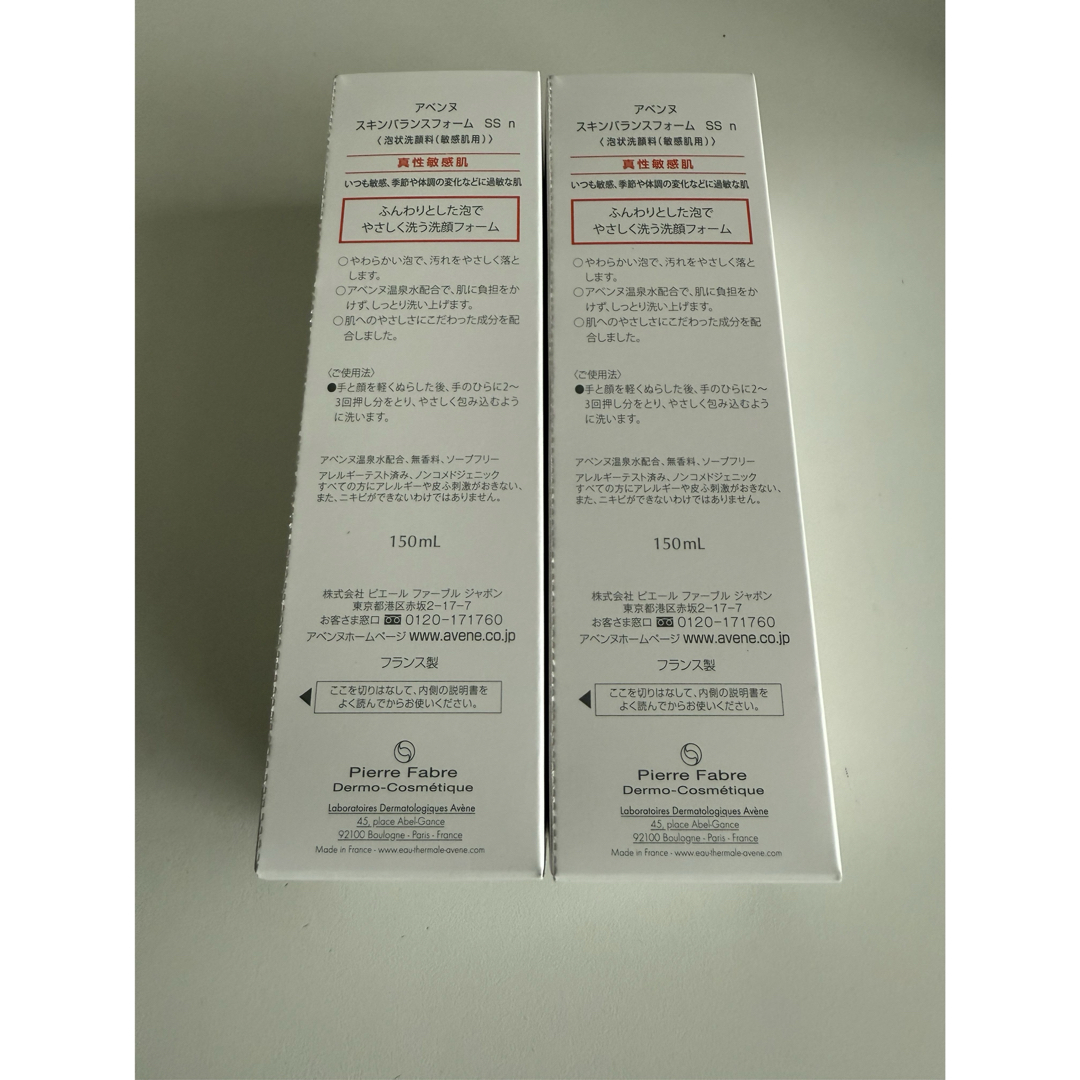 アベンヌ
スキンバランスフォーム SS n
〈泡状洗顔料(敏感肌用)〉
真性敏感肌
いつも敏感、季節や体調の変化などに過敏な肌
ふんわりとした泡で
やさしく洗う洗顔フォーム
○やわらかい泡で、汚れをやさしく落と
します。
○アベンヌ温泉水配合で、肌に負担をか
けず、しっとり洗い上げます。
○肌へのやさしさにこだわった成分を配
合しました。
〈ご使用法〉
●手と顔を軽くぬらした後、手のひらに2〜
3回押し分をとり、やさしく包み込むよう
に洗います。
アベンヌ温泉水配合、無香料、ソープフリー
アレルギーテスト済み、ノンコメドジェニック
すべての方にアレルギーや皮ふ刺激がおきない、
また、ニキビができないわけではありません。
150mL
株式会社 ピエール ファーブル ジャポン
東京都港区赤坂2-17-7
お客さま窓口 0120-171760
アベンヌホームページ www.avene.co.jp
フランス製
ここを切りはなして、内側の説明書を
よく読んでからお使いください。
Pierre Fabre
Dermo-Cosmétique
Laboratoires Dermatologiques Avène
45, place Abel-Gance
92100 Boulogne - Paris - France
Made in France - www.eau-thermale-avene.com
アベンヌ
スキンバランスフォーム SS n
〈泡状洗顔料(敏感肌用)〉
真性敏感肌
いつも敏感、季節や体調の変化などに過敏な肌
ふんわりとした泡で
やさしく洗う洗顔フォーム
○やわらかい泡で、汚れをやさしく落と
します。
○アベンヌ温泉水配合で、肌に負担をか
けず、しっとり洗い上げます。
○肌へのやさしさにこだわった成分を配
合しました。
〈ご使用法〉
●手と顔を軽くぬらした後、手のひらに2〜
3回押し分をとり、やさしく包み込むよう
に洗います。
アベンヌ温泉水配合、無香料、ソープフリー
アレルギーテスト済み、ノンコメドジェニック
すべての方にアレルギーや皮ふ刺激がおきない、
また、ニキビができないわけではありません。
150mL
株式会社 ピエール ファーブル ジャポン
東京都港区赤坂2-17-7
お客さま窓口 0120-171760
アベンヌホームページ www.avene.co.jp
フランス製
ここを切りはなして、内側の説明書を
よく読んでからお使いください。
Pierre Fabre
Dermo-Cosmétique
Laboratoires Dermatologiques Avène
45, place Abel-Gance
92100 Boulogne - Paris - France
Made in France - www.eau-thermale-avene.com